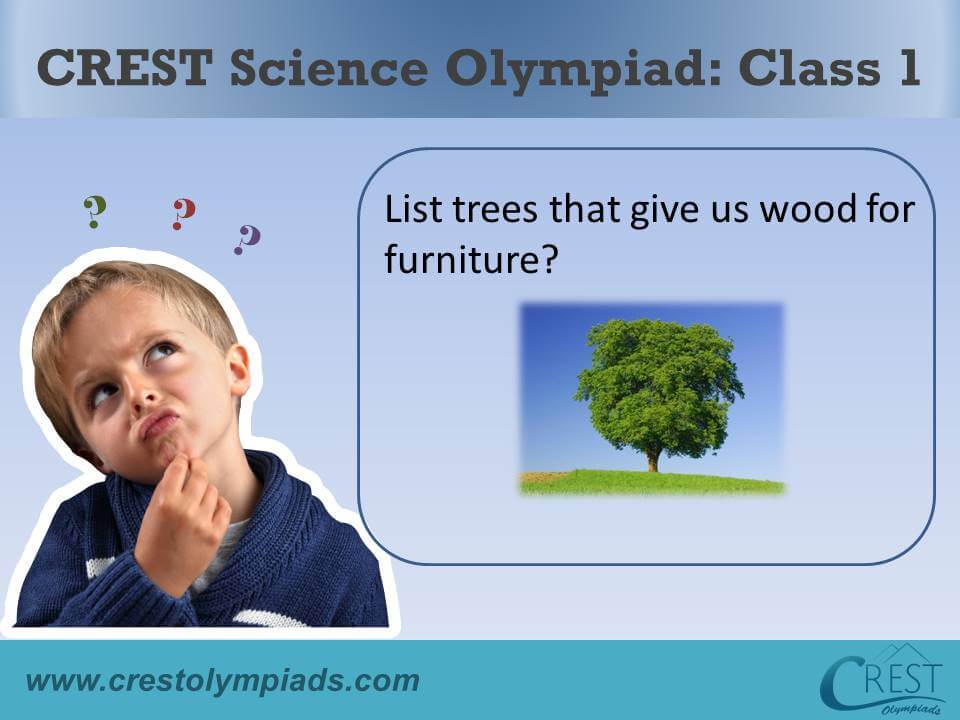 CREST Science Olympiad: Class 1
? ? ?
List trees that give us wood for
furniture?
www.crestolympiads.com
CREST
Olympiads